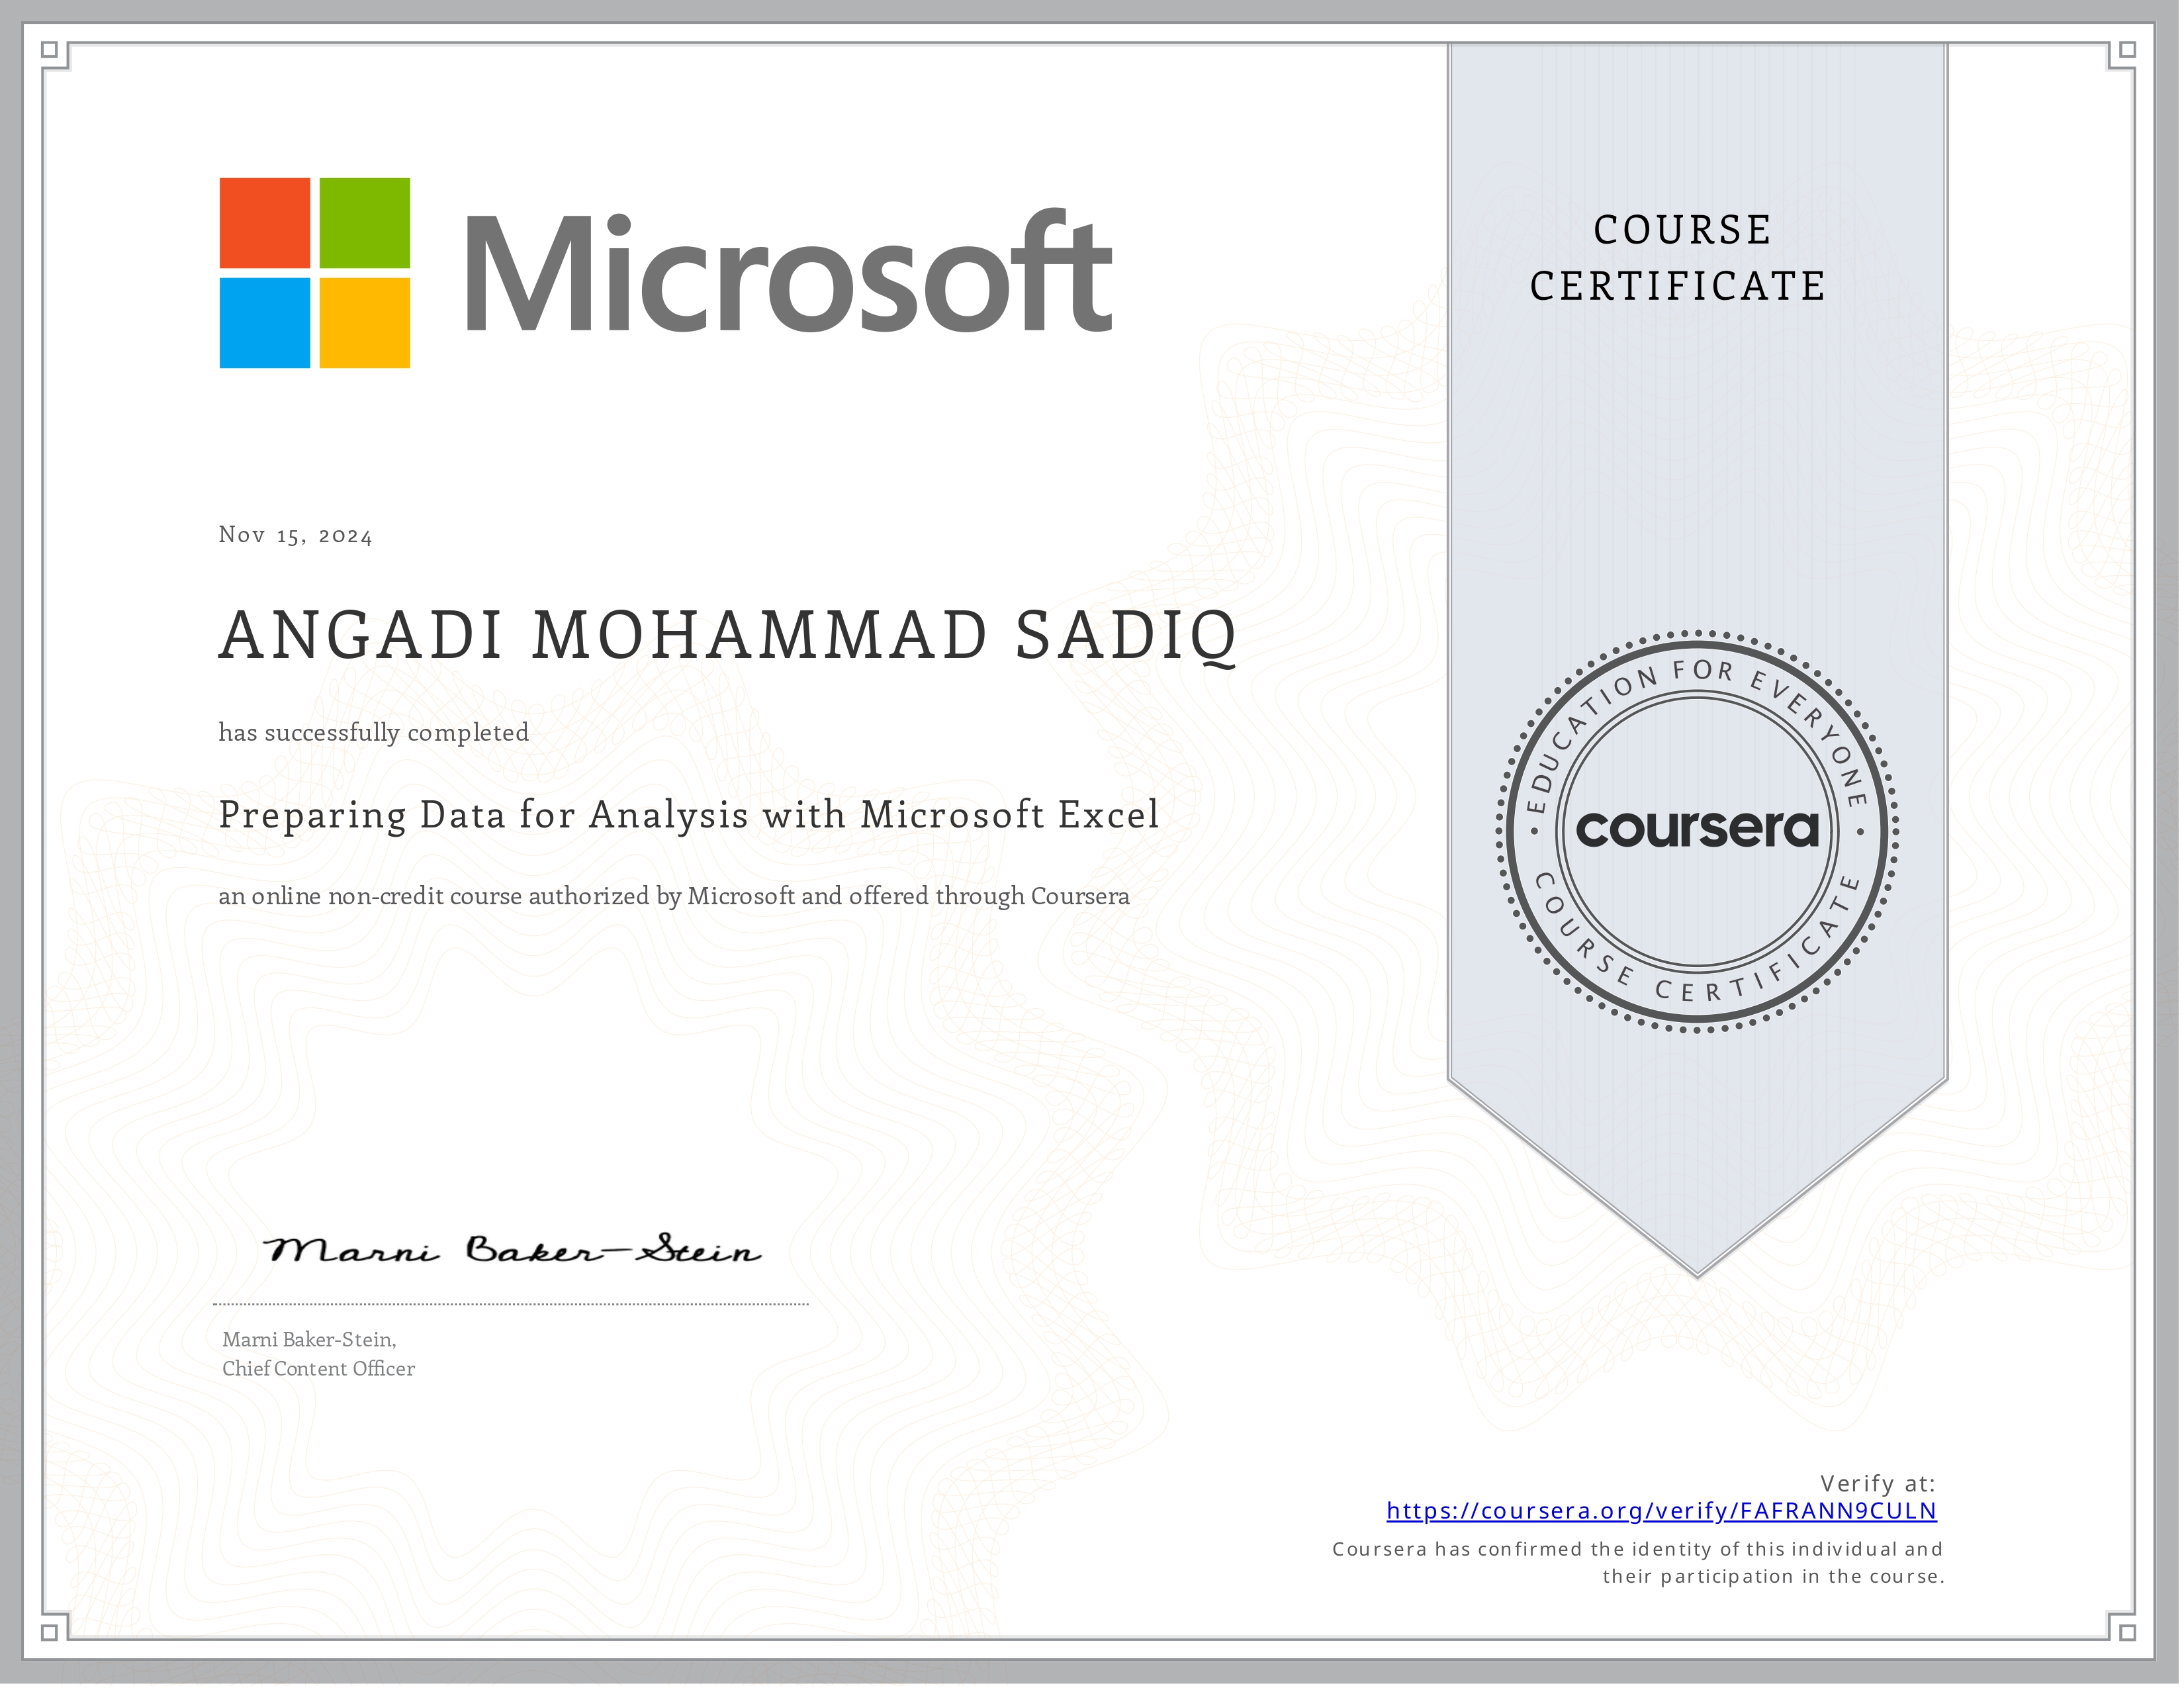 Microsoft
COURSE
CERTIFICATE
Nov 15, 2024
ANGADI MOHAMMAD SADIQ
has successfully completed
Preparing Data for Analysis with Microsoft Excel
an online non-credit course authorized by Microsoft and offered through Coursera
EDUCATION FOR EVERYONE
coursera
COURSE CERTIFICATE
Marni Baker-Stein
Marni Baker-Stein,
Chief Content Officer
Verify at:
https://coursera.org/verify/FAFRANN9CULN
Coursera has confirmed the identity of this individual and
their participation in the course.